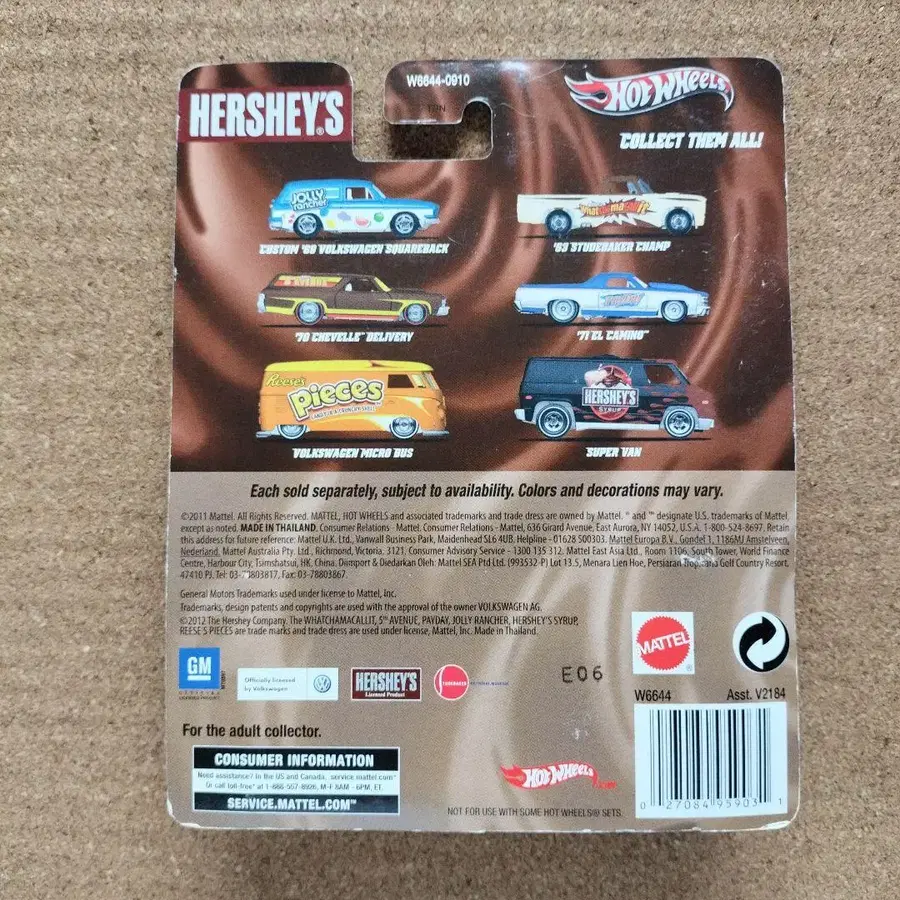 W6644-0910
HERSHEY'S
HOT WHEELS
COLLECT THEM ALL!
JOLLY
rancher
CUSTOM '69 VOLKSWAGEN SQUAREBACK
'63 STUDEBAKER CHAMP
5th AVENUE
'70 CHEVELLE™ DELIVERY
PAYDAY
'71 EL CAMINO™
Reese's
Pieces
VOLKSWAGEN MICRO BUS
HERSHEY'S
SYRUP
SUPER VAN
Each sold separately, subject to availability. Colors and decorations may vary.
©2011 Mattel. All Rights Reserved. MATTEL, HOT WHEELS and associated trademarks and trade dress are owned by Mattel. ® and ™ designate U.S. trademarks of Mattel,
except as noted. MADE IN THAILAND. Consumer Relations - Mattel, Consumer Relations - Mattel, 636 Girard Avenue, East Aurora, NY 14052, U.S.A. 1-800-524-8697. Retain
this address for future reference: Mattel U.K. Ltd., Vanwall Business Park, Maidenhead SL6 4UB. Helpline - 01628 500303. Mattel Europa B.V., Gondel 1, 1186MJ Amstelveen,
Nederland. Mattel Australia Pty. Ltd., Richmond, Victoria. 3121. Consumer Advisory Service - 1300 135 312. Mattel East Asia Ltd., Room 1106, South Tower, World Finance
Centre, Harbour City, Tsimshatsui, HK, China. Diimport & Diedarkan Oleh: Mattel SEA Ptd Ltd. (993532-P) Lot 13.5, Menara Lien Hoe, Persiaran Tropicana Golf Country Resort,
47410 PJ. Tel: 03-78803817, Fax: 03-78803867.
General Motors Trademarks used under license to Mattel, Inc.
Trademarks, design patents and copyrights are used with the approval of the owner VOLKSWAGEN AG.
©2012 The Hershey Company. The WHATCHAMACALLIT, 5th AVENUE, PAYDAY, JOLLY RANCHER, HERSHEY'S SYRUP,
REESE'S PIECES are trade marks and trade dress are used under license, Mattel, Inc. Made in Thailand.
MATTEL
GM
Officially licensed
by Volkswagen
HERSHEY'S
Licensed Product
STUDEBAKER
E06
W6644
Asst. V2184
For the adult collector.
CONSUMER INFORMATION
Need assistance? In the US and Canada, service.mattel.com™
Or call toll-free* at 1-866-557-8926, M-F 8AM - 6PM, ET.
SERVICE.MATTEL.COM™
HOT WHEELS
NOT FOR USE WITH SOME HOT WHEELS® SETS.
0 27084 95903 1